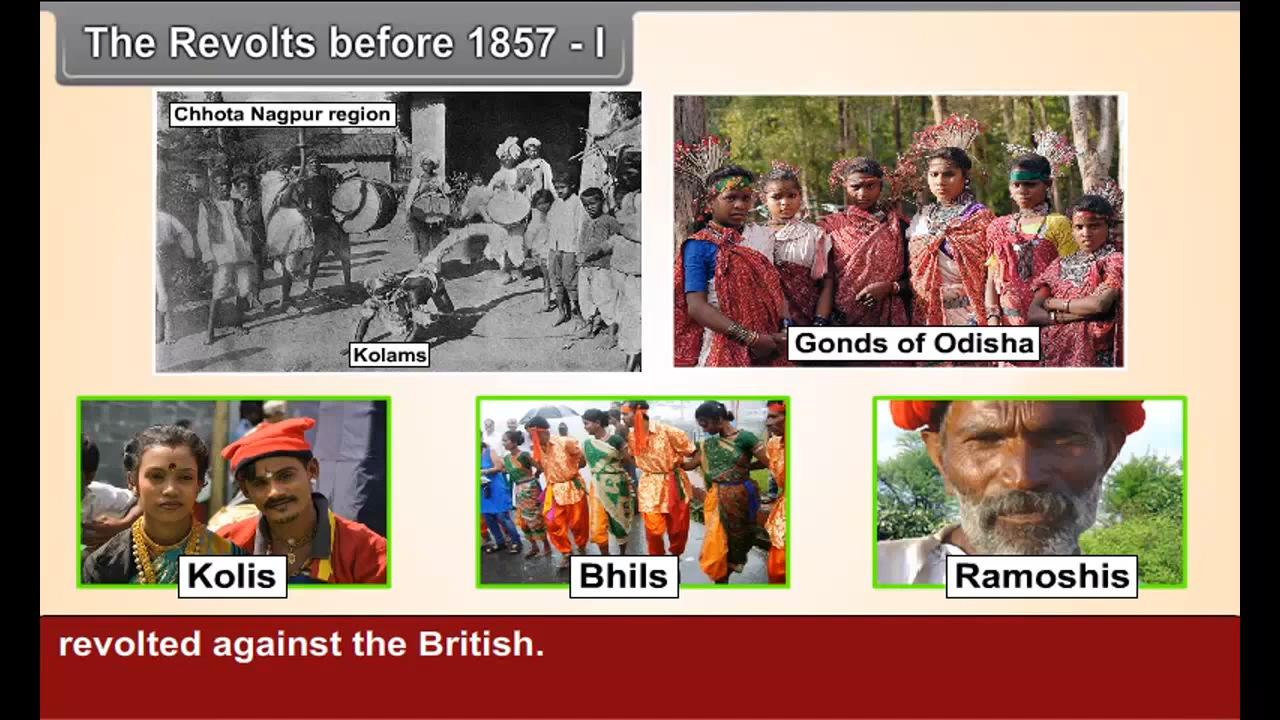 The Revolts before 1857 - I
Chhota Nagpur region
Kolams
Gonds of Odisha
Kolis
Bhils
Ramoshis
revolted against the British.